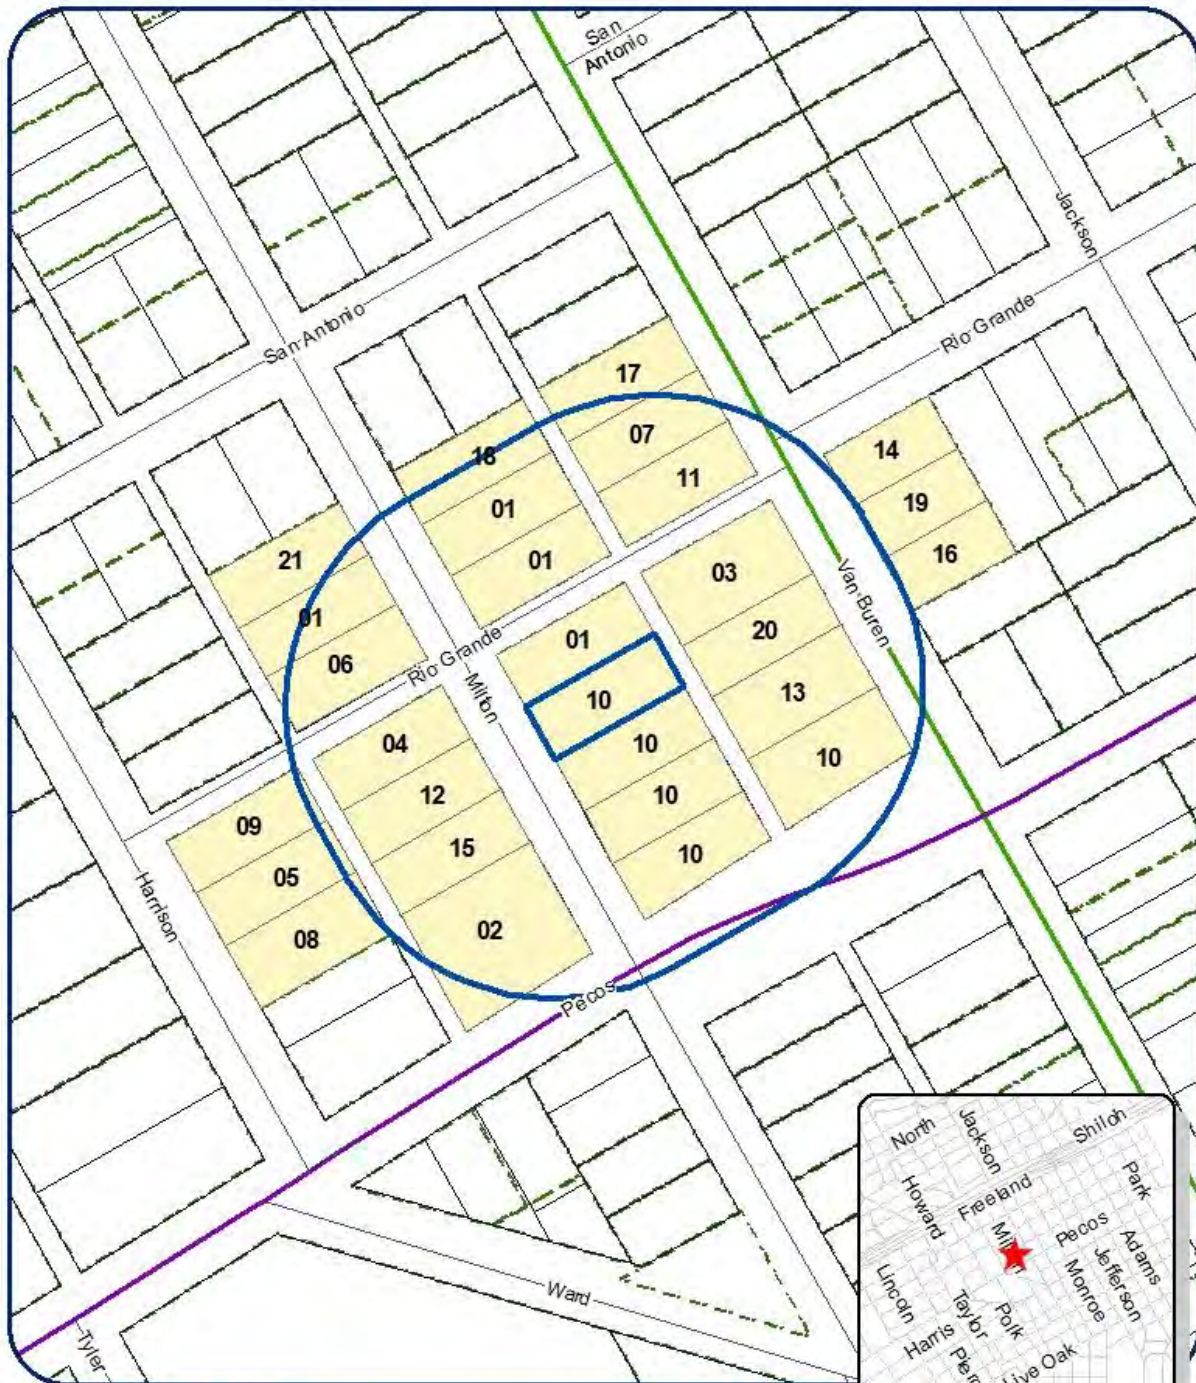 San
Antonio
Jackson
Rio Grande
San Antonio
17
07
11
18
01
01
14
19
16
21
01
06
Rio Grande
Milton
Van Buren
03
20
13
10
01
10
10
10
10
04
12
15
02
09
05
08
Harrison
Pecos
Ward
Tyler
North
Jackson
Shiloh
Howard
Freeland
Park
Milton
Pecos
Adams
Jefferson
Monroe
Lincoln
Taylor
Polk
Harris
Live Oak